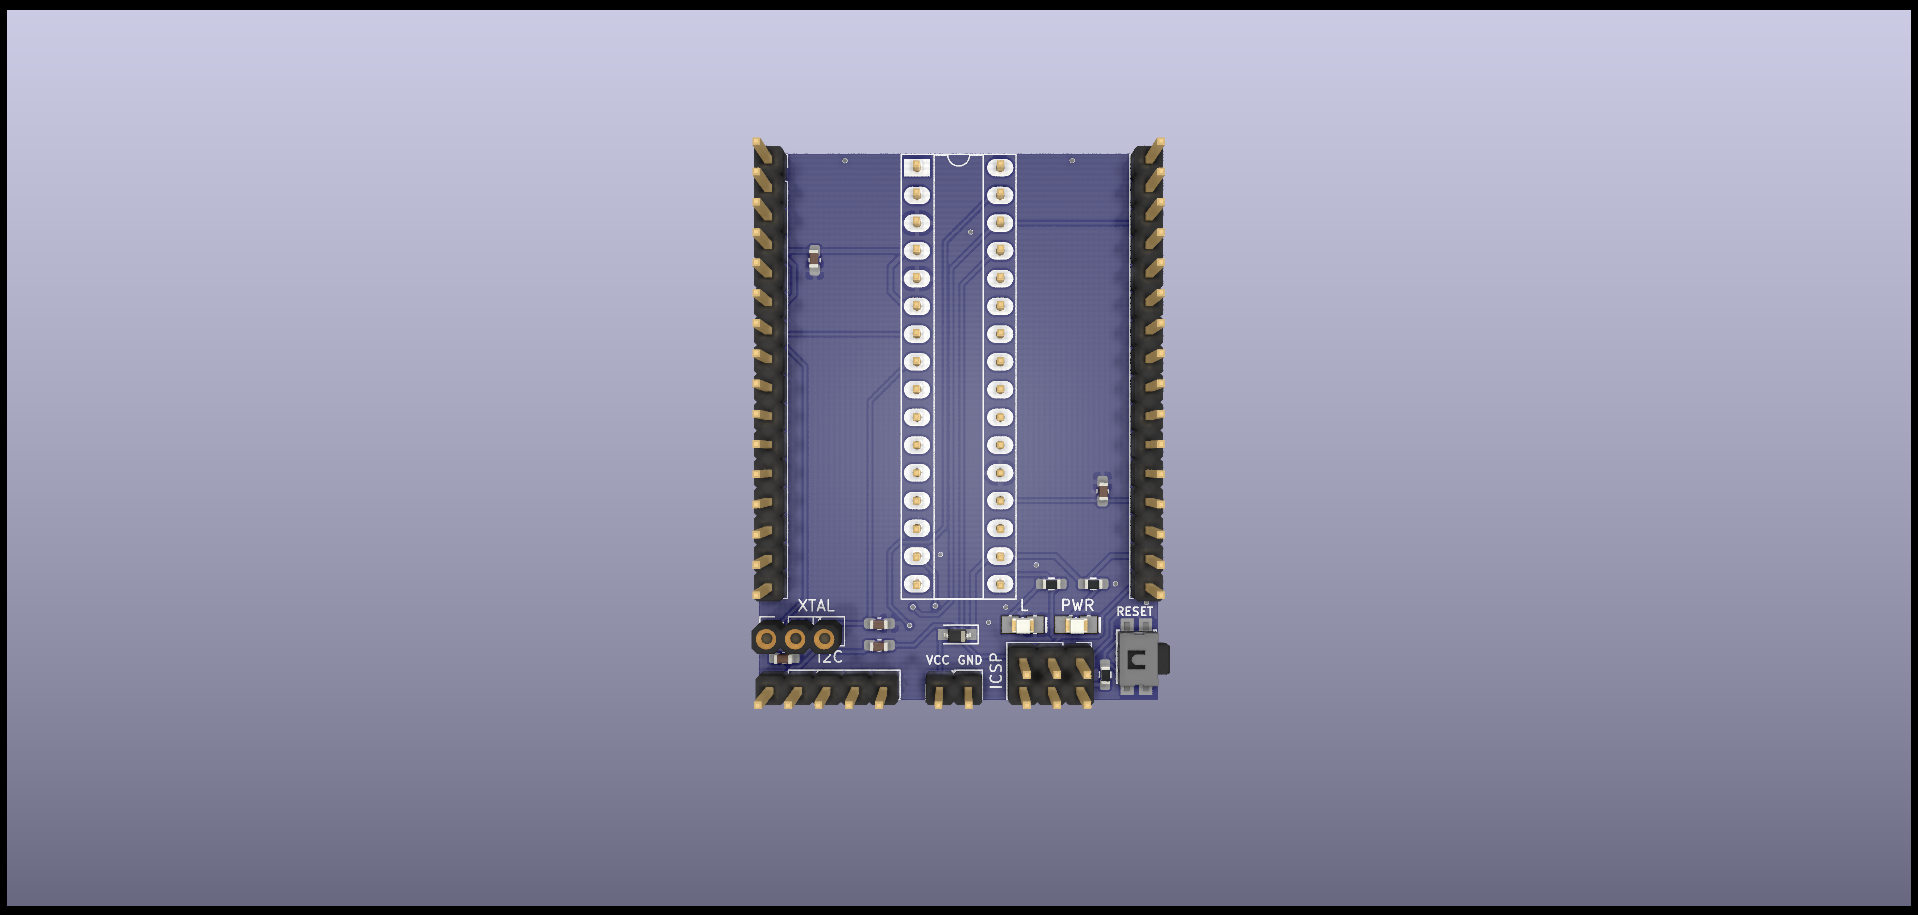 XTAL
L
PWR
RESET
I2C
VCC GND
ICSP